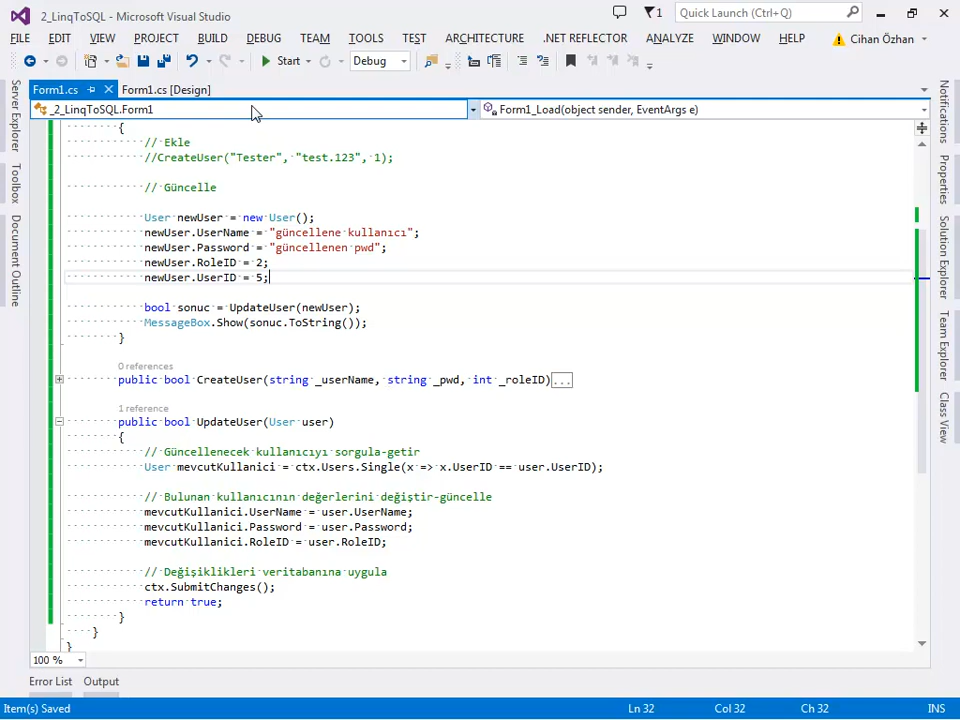 2_LinqToSQL - Microsoft Visual Studio
1
Quick Launch (Ctrl+Q)
FILE EDIT VIEW PROJECT BUILD DEBUG TEAM TOOLS TEST ARCHITECTURE .NET REFLECTOR ANALYZE WINDOW HELP Cihan Özhan
Start Debug
Form1.cs Form1.cs [Design]
_2_LinqToSQL.Form1 Form1_Load(object sender, EventArgs e)
{
// Ekle
//CreateUser("Tester", "test.123", 1);
// Güncelle
User newUser = new User();
newUser.UserName = "güncellene kullanıcı";
newUser.Password = "güncellenen pwd";
newUser.RoleID = 2;
newUser.UserID = 5;
bool sonuc = UpdateUser(newUser);
MessageBox.Show(sonuc.ToString());
}
0 references
public bool CreateUser(string _userName, string _pwd, int _roleID)...
1 reference
public bool UpdateUser(User user)
{
// Güncellenecek kullanıcıyı sorgula-getir
User mevcutKullanici = ctx.Users.Single(x => x.UserID == user.UserID);
// Bulunan kullanıcının değerlerini değiştir-güncelle
mevcutKullanici.UserName = user.UserName;
mevcutKullanici.Password = user.Password;
mevcutKullanici.RoleID = user.RoleID;
// Değişiklikleri veritabanına uygula
ctx.SubmitChanges();
return true;
}
}
}
100 %
Error List Output
Item(s) Saved Ln 32 Col 32 Ch 32 INS
Server Explorer
Toolbox
Document Outline
Notifications
Properties
Solution Explorer
Team Explorer
Class View